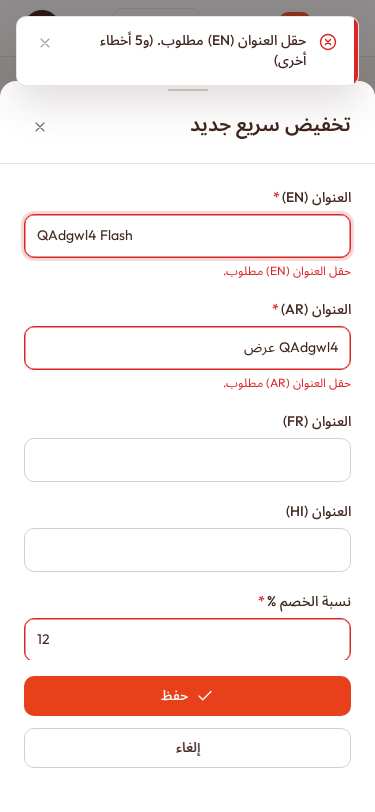 حقل العنوان (EN) مطلوب. (و5 أخطاء
أخرى)
تخفيض سريع جديد
العنوان (EN) *
QAdgwl4 Flash
حقل العنوان (EN) مطلوب.
العنوان (AR) *
QAdgwl4 عرض
حقل العنوان (AR) مطلوب.
العنوان (FR)
العنوان (HI)
نسبة الخصم % *
12
حفظ
إلغاء